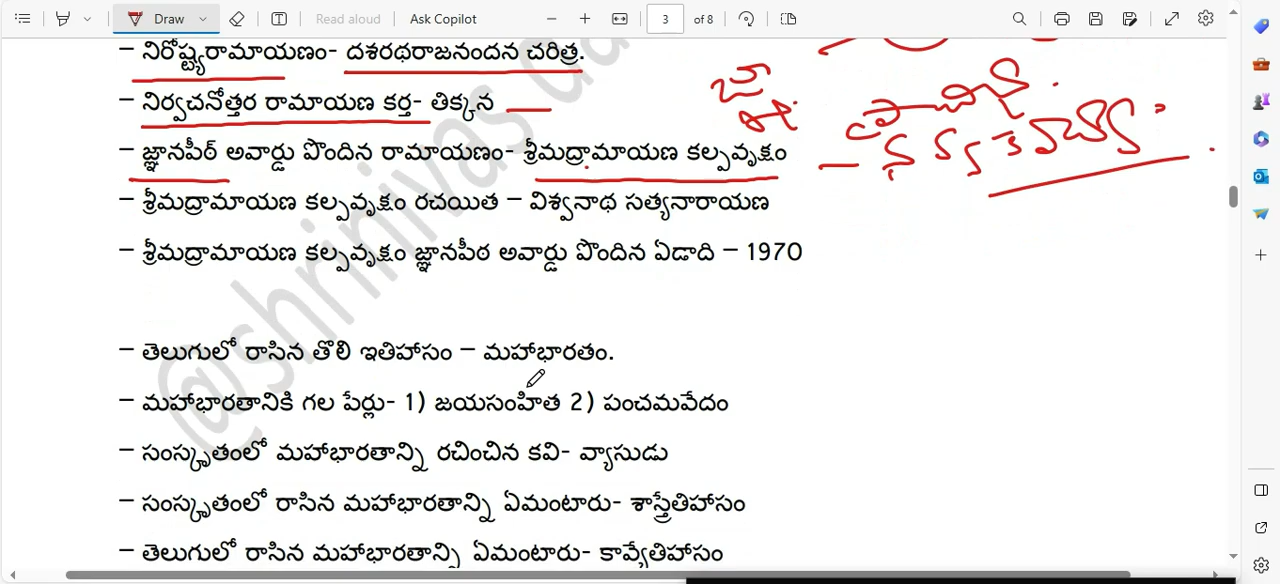 Draw
Read aloud
Ask Copilot
3 of 8
– నిరోష్ట్యరామాయణం- దశరథరాజనందన చరిత్ర.
– నిర్వచనోత్తర రామాయణ కర్త- తిక్కన
– జ్ఞానపీఠ్ అవార్డు పొందిన రామాయణం- శ్రీమద్రామాయణ కల్పవృక్షం
– శ్రీమద్రామాయణ కల్పవృక్షం రచయిత – విశ్వనాథ సత్యనారాయణ
– శ్రీమద్రామాయణ కల్పవృక్షం జ్ఞానపీఠ అవార్డు పొందిన ఏడాది – 1970
– తెలుగులో రాసిన తొలి ఇతిహాసం – మహాభారతం.
– మహాభారతానికి గల పేర్లు- 1) జయసంహిత 2) పంచమవేదం
– సంస్కృతంలో మహాభారతాన్ని రచించిన కవి- వ్యాసుడు
– సంస్కృతంలో రాసిన మహాభారతాన్ని ఏమంటారు- శాస్త్రేతిహాసం
– తెలుగులో రాసిన మహాభారతాన్ని ఏమంటారు- కావ్యేతిహాసం